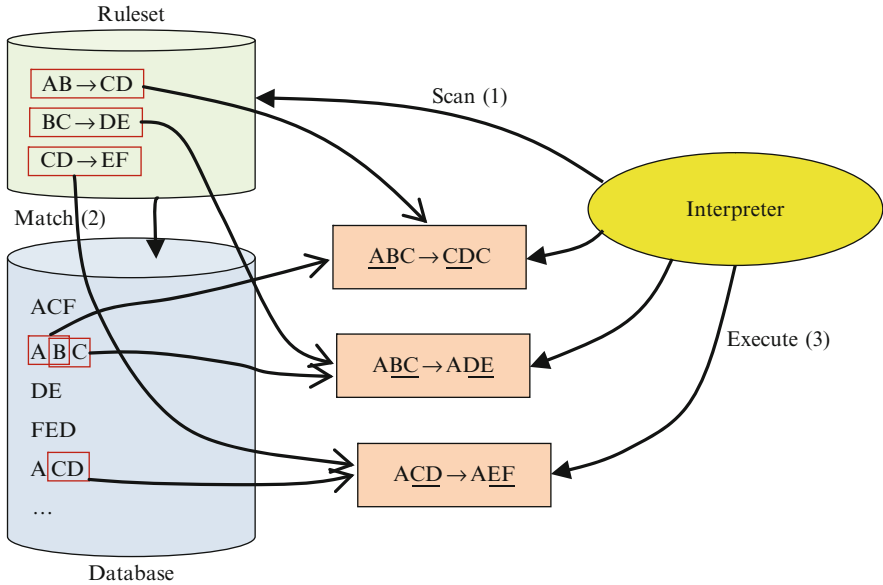 Ruleset
AB→CD
BC→DE
CD→EF
Scan (1)
Match (2)
Interpreter
ABC→CDC
ACF
ABC
DE
FED
ACD
…
ABC→ADE
Execute (3)
ACD→AEF
Database